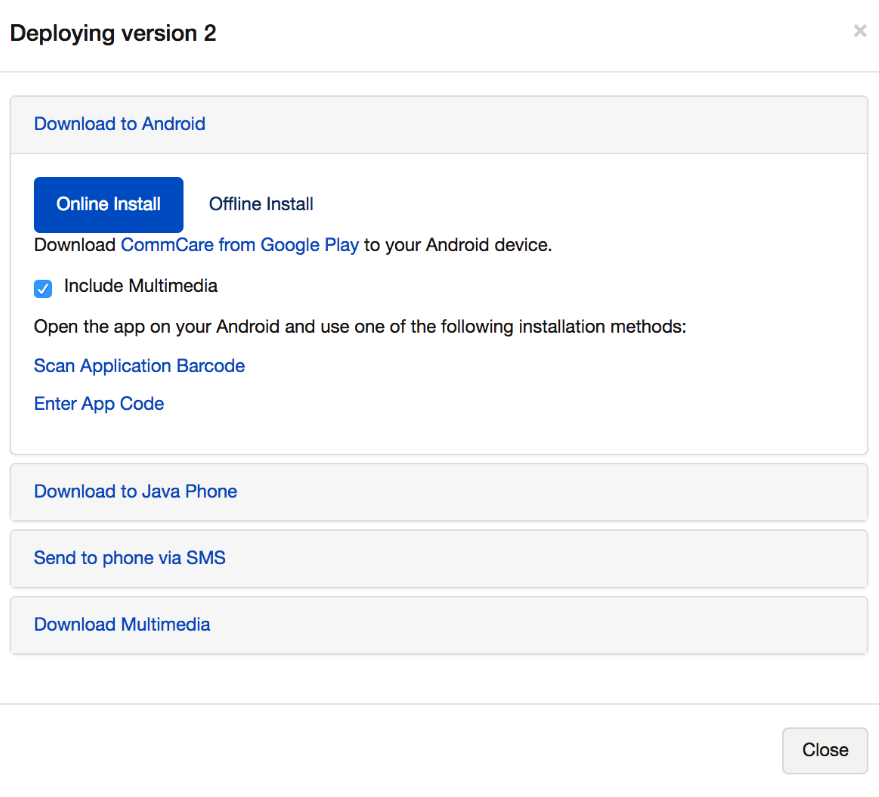 Deploying version 2
×
Download to Android
Online Install
Offline Install
Download CommCare from Google Play to your Android device.
Include Multimedia
Open the app on your Android and use one of the following installation methods:
Scan Application Barcode
Enter App Code
Download to Java Phone
Send to phone via SMS
Download Multimedia
Close